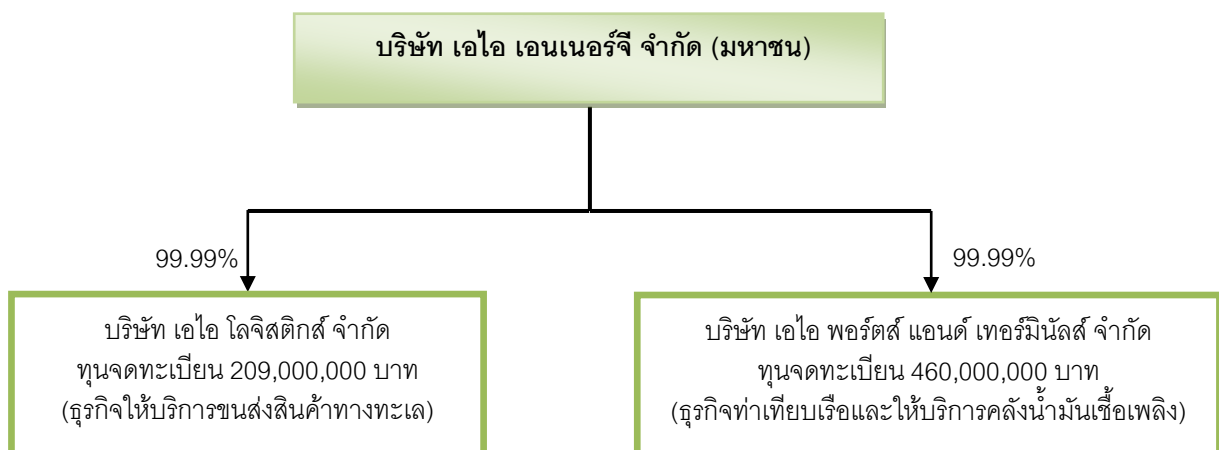 บริษัท เอไอ เอนเนอร์จี จำกัด (มหาชน)
99.99%
99.99%
บริษัท เอไอ โลจิสติกส์ จำกัด
ทุนจดทะเบียน 209,000,000 บาท
(ธุรกิจให้บริการขนส่งสินค้าทางทะเล)
บริษัท เอไอ พอร์ตส์ แอนด์ เทอร์มินัลส์ จำกัด
ทุนจดทะเบียน 460,000,000 บาท
(ธุรกิจท่าเทียบเรือและให้บริการคลังน้ำมันเชื้อเพลิง)